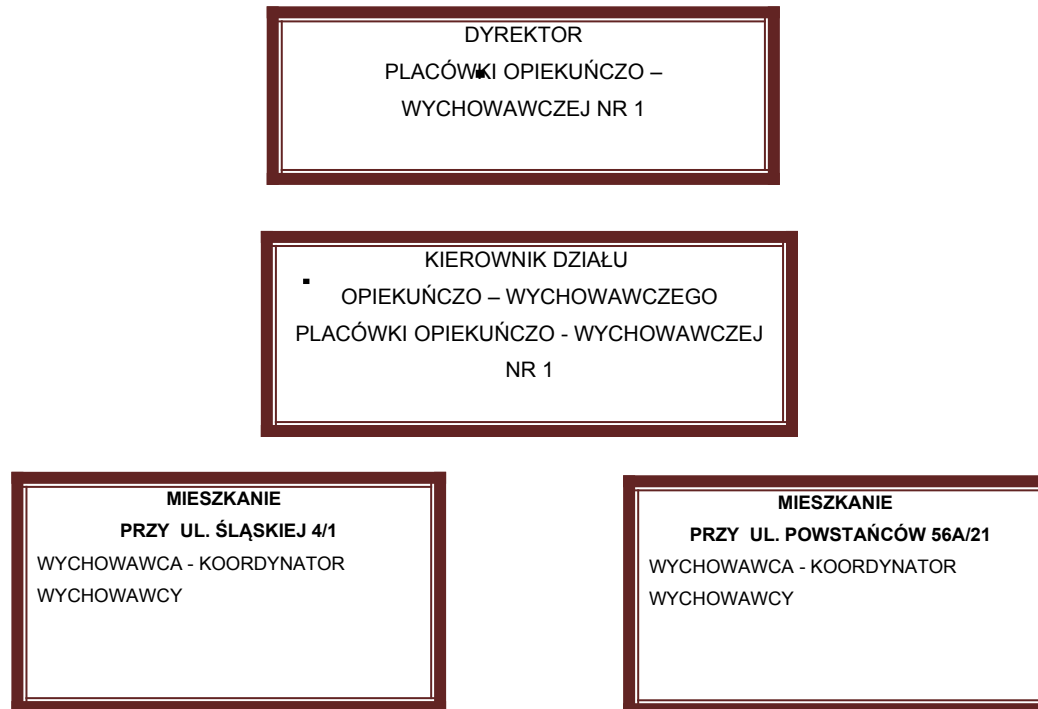 DYREKTOR
PLACÓWKI OPIEKUŃCZO –
WYCHOWAWCZEJ NR 1
KIEROWNIK DZIAŁU
OPIEKUŃCZO – WYCHOWAWCZEGO
PLACÓWKI OPIEKUŃCZO - WYCHOWAWCZEJ
NR 1
MIESZKANIE
PRZY UL. ŚLĄSKIEJ 4/1
WYCHOWAWCA - KOORDYNATOR
WYCHOWAWCY
MIESZKANIE
PRZY UL. POWSTAŃCÓW 56A/21
WYCHOWAWCA - KOORDYNATOR
WYCHOWAWCY